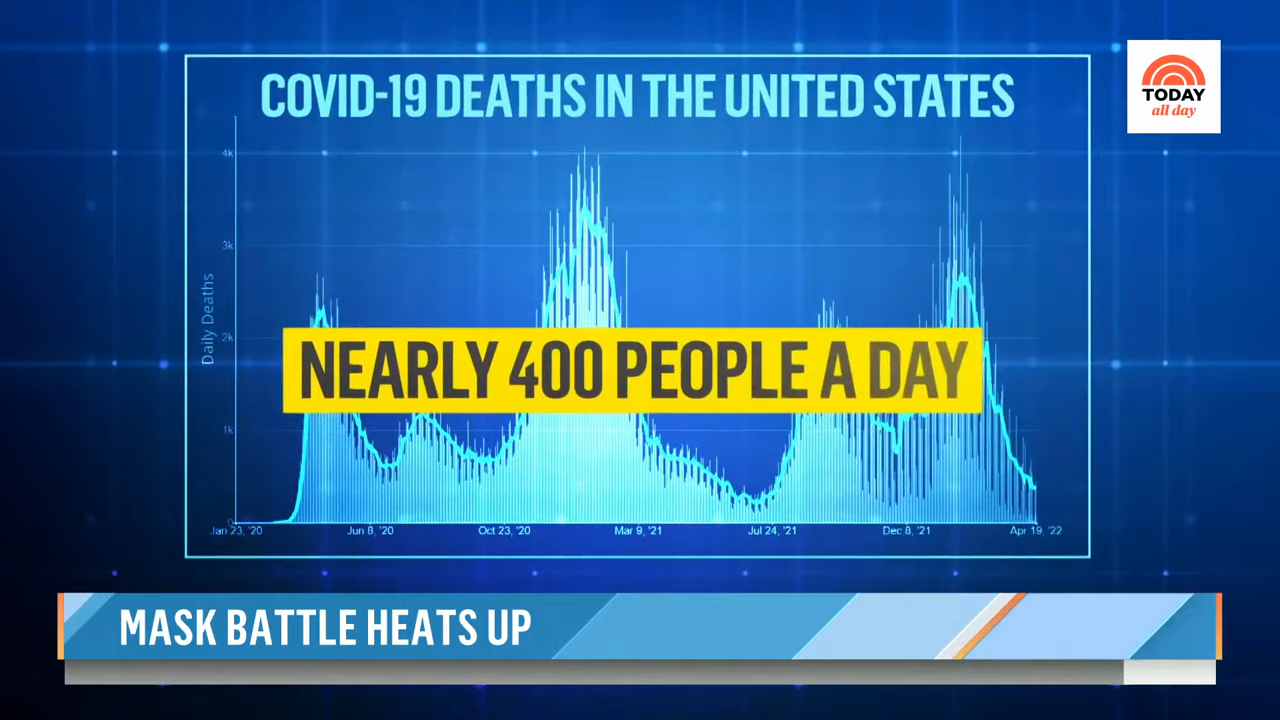 COVID-19 DEATHS IN THE UNITED STATES
TODAY
all day
4k
3k
Daily Deaths
2k
NEARLY 400 PEOPLE A DAY
1k
0
Jan 23, '20 Jun 8, '20 Oct 23, '20 Mar 9, '21 Jul 24, '21 Dec 8, '21 Apr 19, '22
MASK BATTLE HEATS UP